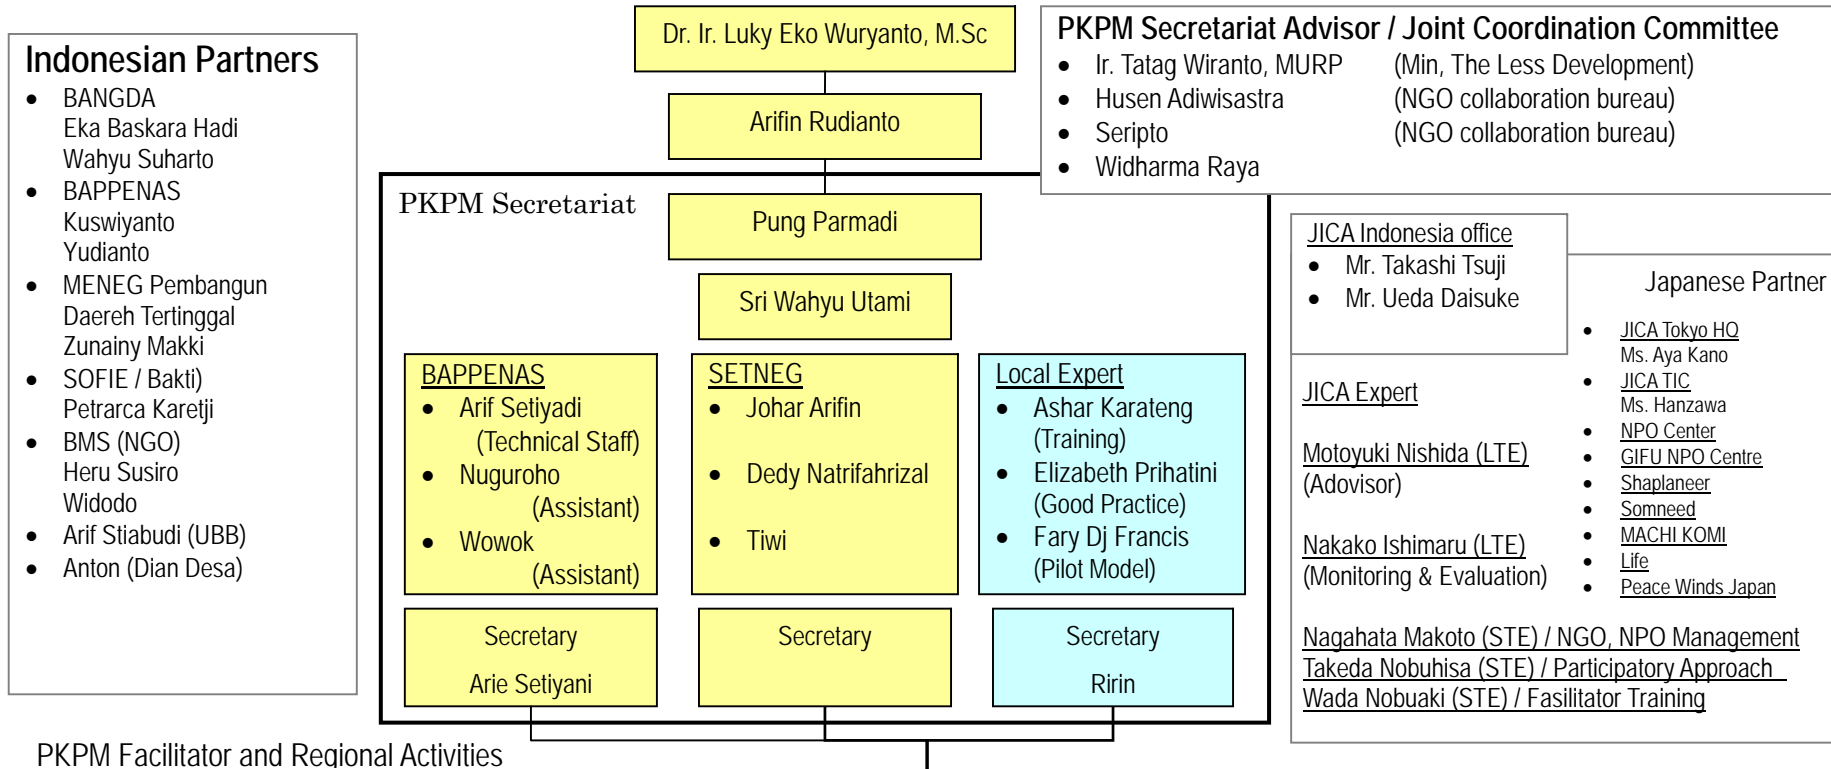 Dr. Ir. Luky Eko Wuryanto, M.Sc
Arifin Rudianto
Indonesian Partners
• BANGDA
Eka Baskara Hadi
Wahyu Suharto
• BAPPENAS
Kuswiyanto
Yudianto
• MENEG Pembangun
Daereh Tertinggal
Zunainy Makki
• SOFIE / Bakti)
Petrarca Karetji
• BMS (NGO)
Heru Susiro
Widodo
• Arif Stiabudi (UBB)
• Anton (Dian Desa)
PKPM Secretariat Advisor / Joint Coordination Committee
• Ir. Tatag Wiranto, MURP (Min, The Less Development)
• Husen Adiwisastra (NGO collaboration bureau)
• Seripto (NGO collaboration bureau)
• Widharma Raya
PKPM Secretariat
Pung Parmadi
Sri Wahyu Utami
BAPPENAS
• Arif Setiyadi
(Technical Staff)
• Nuguroho
(Assistant)
• Wowok
(Assistant)
SETNEG
• Johar Arifin
• Dedy Natrifahrizal
• Tiwi
Local Expert
• Ashar Karateng
(Training)
• Elizabeth Prihatini
(Good Practice)
• Fary Dj Francis
(Pilot Model)
Secretary
Arie Setiyani
Secretary
Secretary
Ririn
JICA Indonesia office
• Mr. Takashi Tsuji
• Mr. Ueda Daisuke
Japanese Partner
• JICA Tokyo HQ
Ms. Aya Kano
• JICA TIC
Ms. Hanzawa
• NPO Center
• GIFU NPO Centre
• Shaplaneer
• Somneed
• MACHI KOMI
• Life
• Peace Winds Japan
JICA Expert
Motoyuki Nishida (LTE)
(Adovisor)
Nakako Ishimaru (LTE)
(Monitoring & Evaluation)
Nagahata Makoto (STE) / NGO, NPO Management
Takeda Nobuhisa (STE) / Participatory Approach
Wada Nobuaki (STE) / Fasilitator Training
PKPM Facilitator and Regional Activities